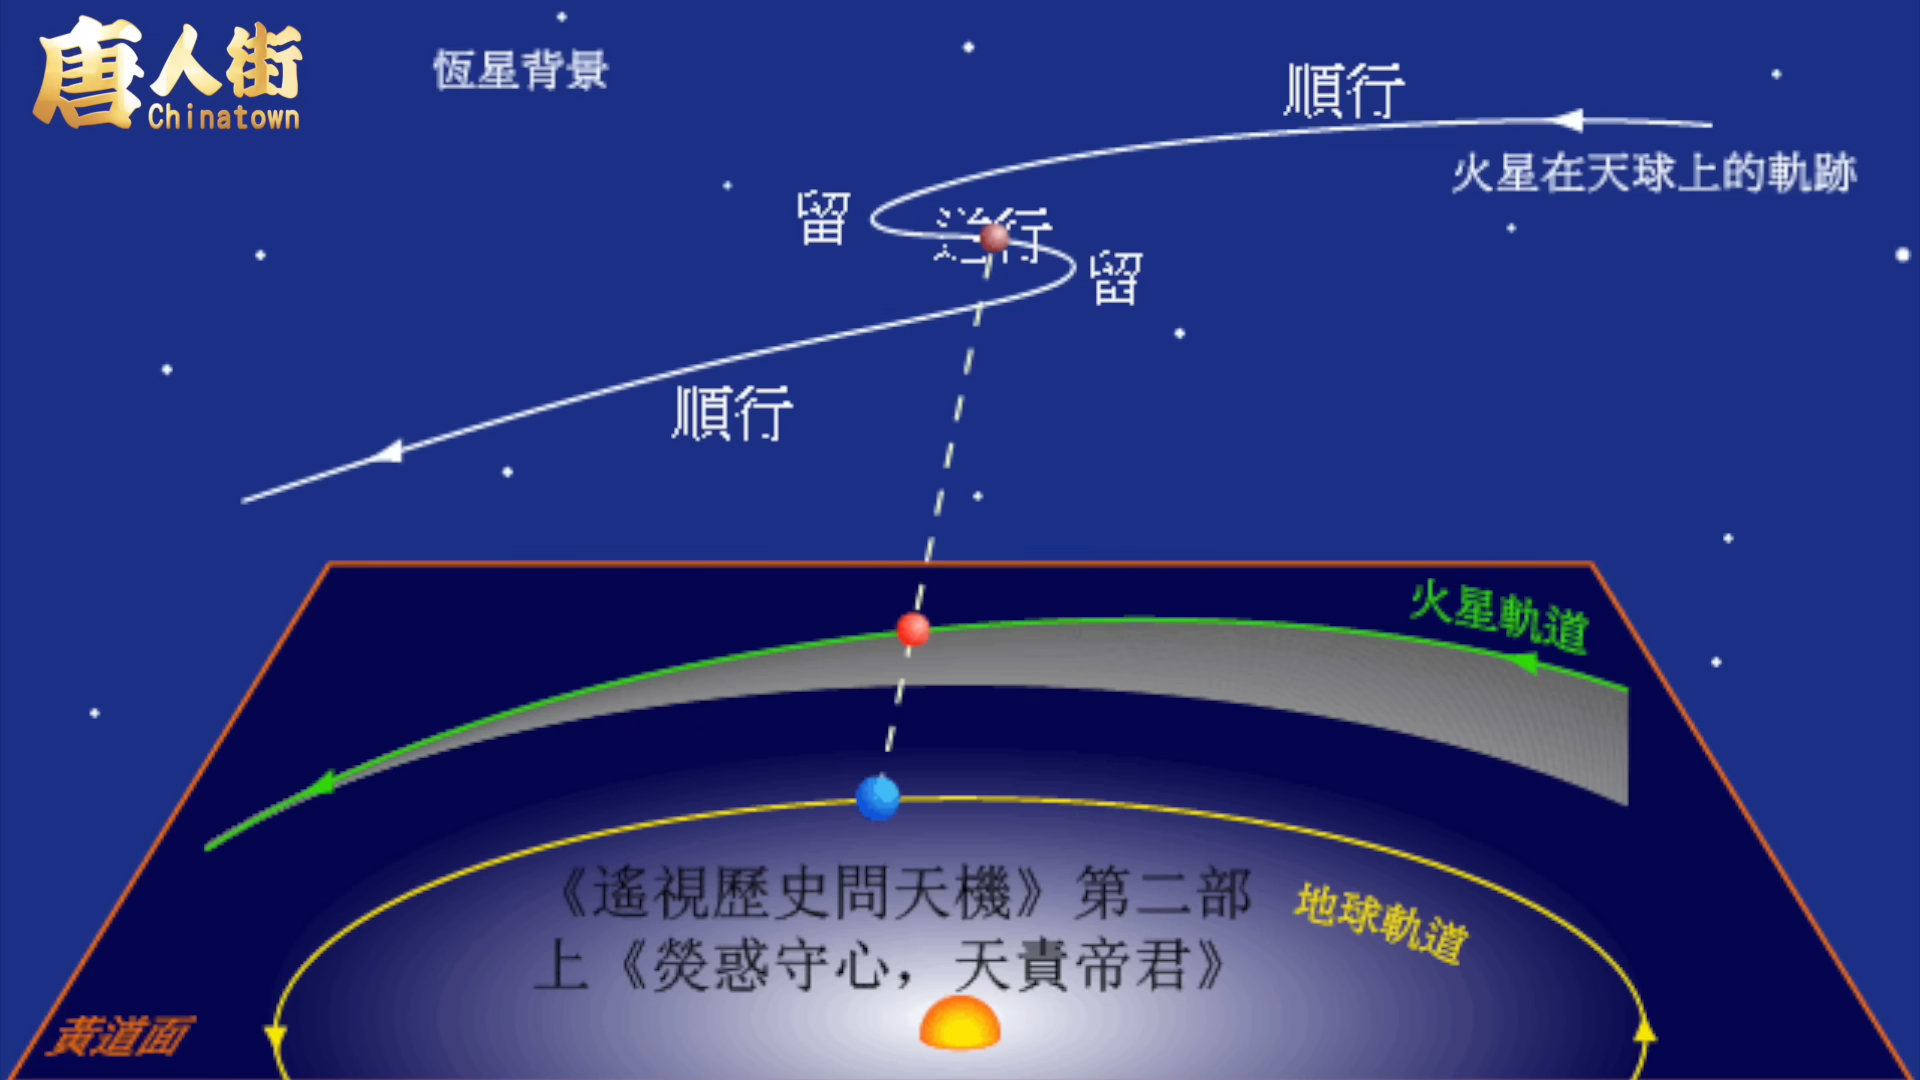 唐人街
Chinatown
恆星背景
順行
火星在天球上的軌跡
留
逆行
留
順行
火星軌道
《遙視歷史問天機》第二部
上《熒惑守心，天責帝君》
地球軌道
黃道面